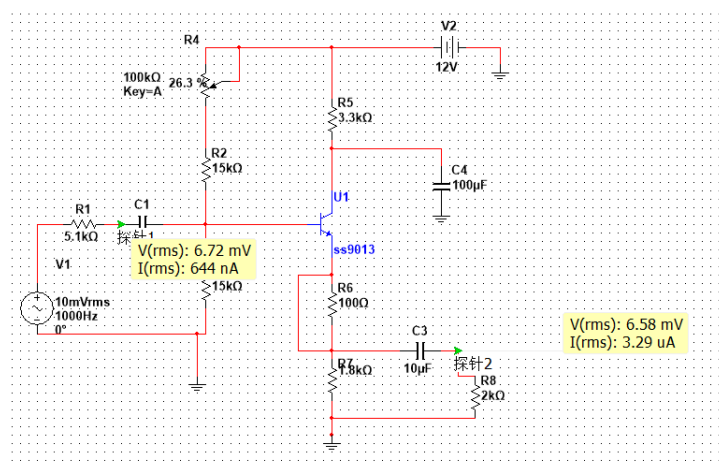 V2
12V
R4
100kΩ
Key=A
26.3 %
R5
3.3kΩ
R2
15kΩ
C4
100µF
U1
ss9013
R1
5.1kΩ
C1
探针1
V(rms): 6.72 mV
I(rms): 644 nA
V1
10mVrms
1000Hz
0°
15kΩ
R6
100Ω
C3
10µF
探针2
V(rms): 6.58 mV
I(rms): 3.29 uA
R7
1.8kΩ
R8
2kΩ